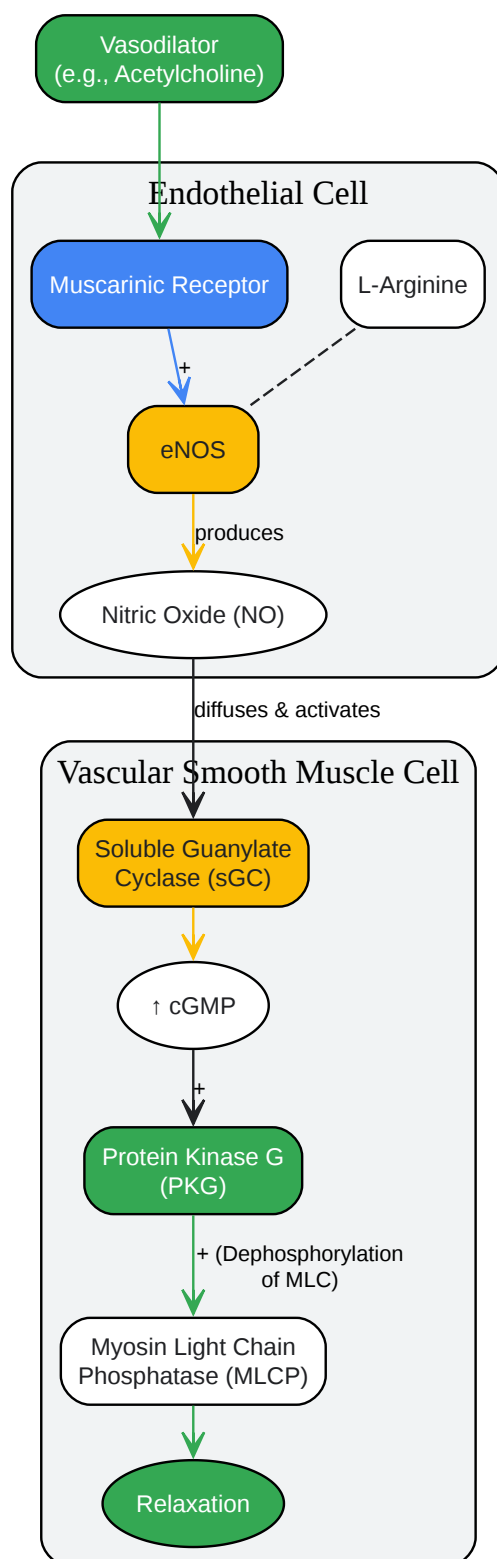 Vasodilator
(e.g., Acetylcholine)
Endothelial Cell
Muscarinic Receptor
L-Arginine
+
eNOS
produces
Nitric Oxide (NO)
diffuses & activates
Vascular Smooth Muscle Cell
Soluble Guanylate
Cyclase (sGC)
↑ cGMP
+
Protein Kinase G
(PKG)
+ (Dephosphorylation
of MLC)
Myosin Light Chain
Phosphatase (MLCP)
Relaxation